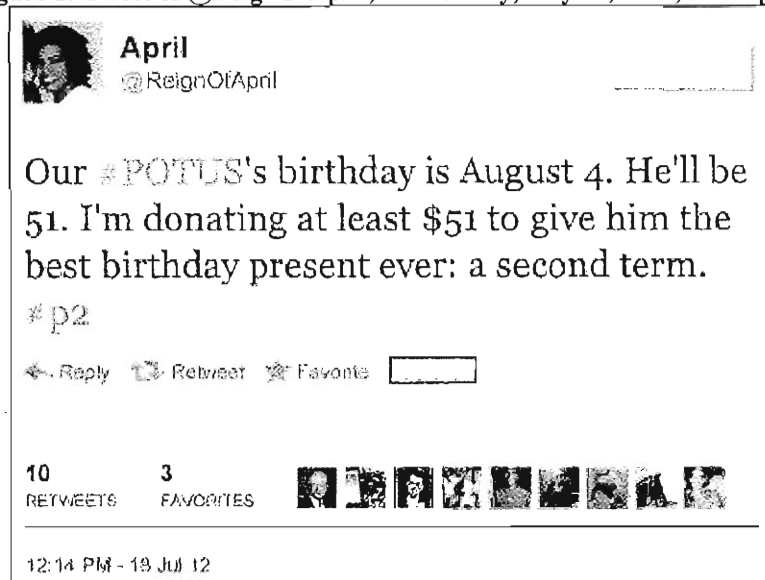 April
@ReignOfApril
Our #POTUS's birthday is August 4. He'll be
51. I'm donating at least $51 to give him the
best birthday present ever: a second term.
#p2
Reply Retweet Favorite
10 3
RETWEETS FAVORITES
12:14 PM - Jul 12